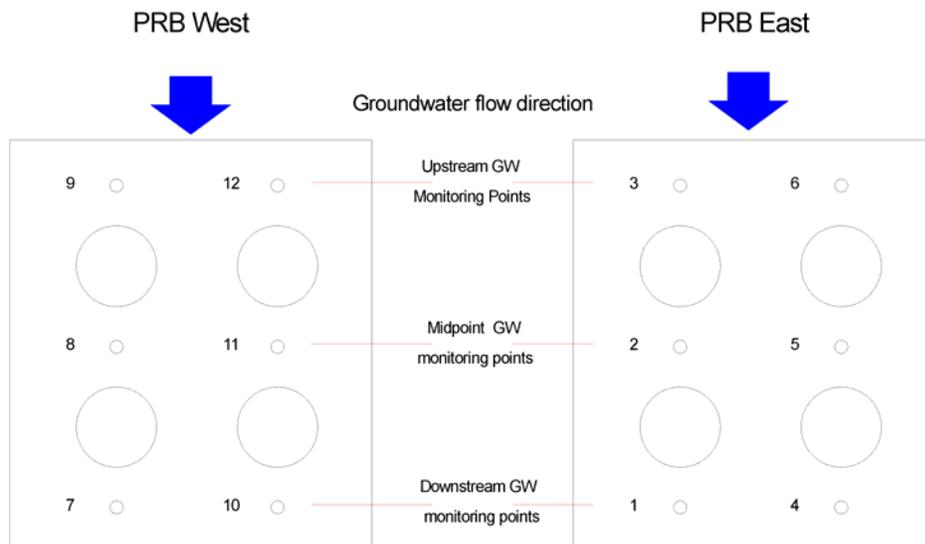 PRB West
PRB East
Groundwater flow direction
9
12
Upstream GW
Monitoring Points
3
6
8
11
Midpoint GW
monitoring points
2
5
7
10
Downstream GW
monitoring points
1
4